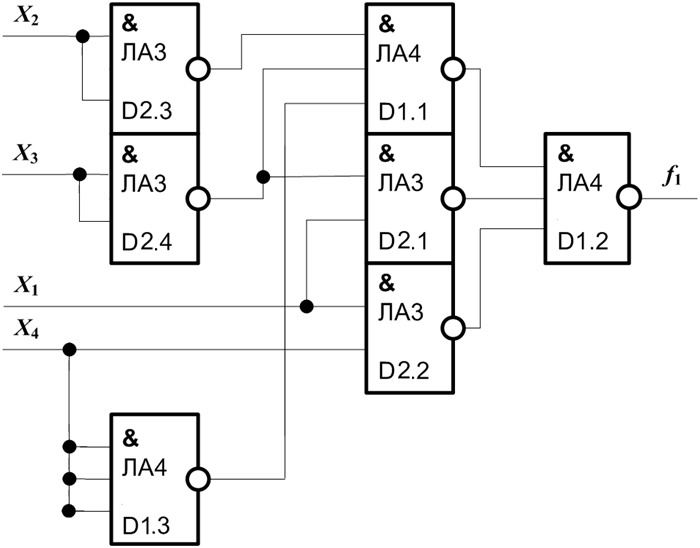 X₂
&
ЛА3
D2.3
X₃
&
ЛА3
D2.4
X₁
X₄
&
ЛА4
D1.3
&
ЛА4
D1.1
&
ЛА3
D2.1
&
ЛА3
D2.2
&
ЛА4
D1.2
f₁